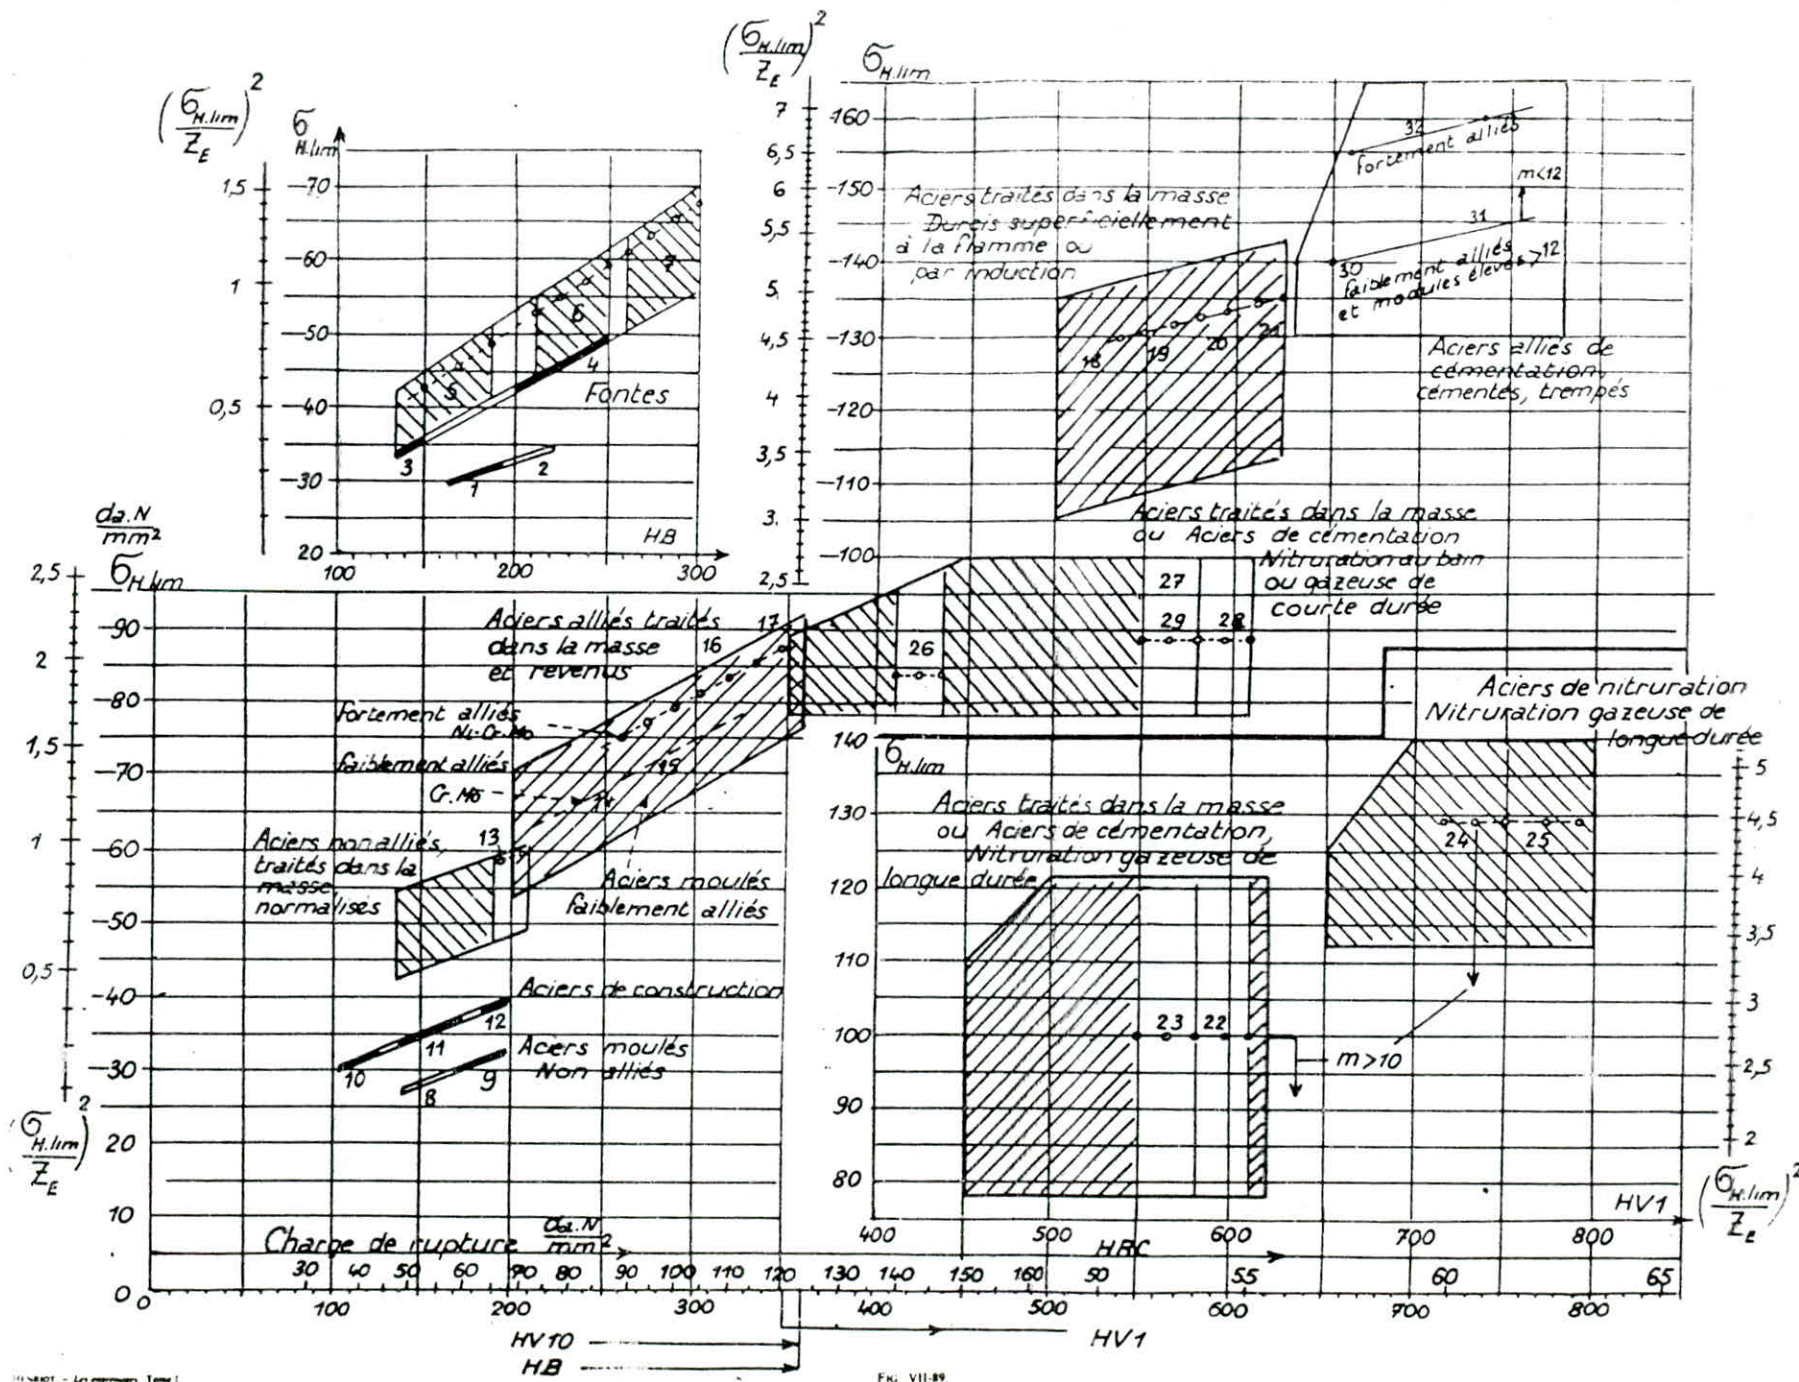 (σH.lim/ZE)²
σH.lim
(σH.lim/ZE)²
σH.lim
7
6,5
6
5,5
5
4,5
4
3,5
3
2,5
160
150
140
130
120
110
100
Aciers traités dans la masse
Durcis superficiellement
à la flamme ou
par induction
18
19
20
21
32
fortement alliés
m<12
31
30
faiblement alliés
et modules élevés >12
Aciers alliés de
cémentation,
cémentés, trempés
1,5
1
0,5
70
60
50
40
30
20
100
200
300
HB
Fontes
1
2
3
4
5
6
7
Aciers traités dans la masse
ou Aciers de cémentation
Nitruration au bain
ou gazeuse de
courte durée
27
29
28
26
da.N/mm²
σH.lim
2,5
2
1,5
1
0,5
(σH.lim/ZE)²
90
80
70
60
50
40
30
20
10
0
Aciers alliés traités
dans la masse
et revenus
16
17
fortement alliés
Ni-Cr-Mo
faiblement alliés
Cr.Mo
15
Aciers non alliés,
traités dans la
masse
normalisés
13
Aciers moulés
faiblement alliés
Aciers de construction
10
11
12
Aciers moulés
Non alliés
8
9
Aciers de nitruration
Nitruration gazeuse de
longue durée
24
25
σH.lim
140
130
120
110
100
90
80
Aciers traités dans la masse
ou Aciers de cémentation,
Nitruration gazeuse de
longue durée
23
22
m >10
5
4,5
4
3,5
3
2,5
2
(σH.lim/ZE)²
400
500
600
700
800
HV1
Charge de rupture da.N/mm²
HRC
30 40 50 60 70 80 90 100 110 120 130 140 150 160 50 55 60 65
0 100 200 300 400 500 600 700 800
HV10
HV1
HB
FIG. VII-89.